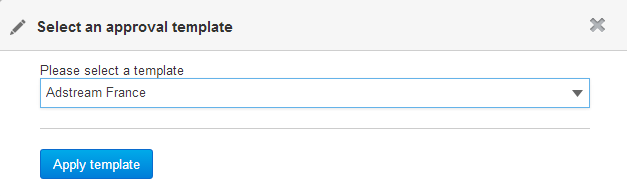 Select an approval template
Please select a template
Adstream France
Apply template